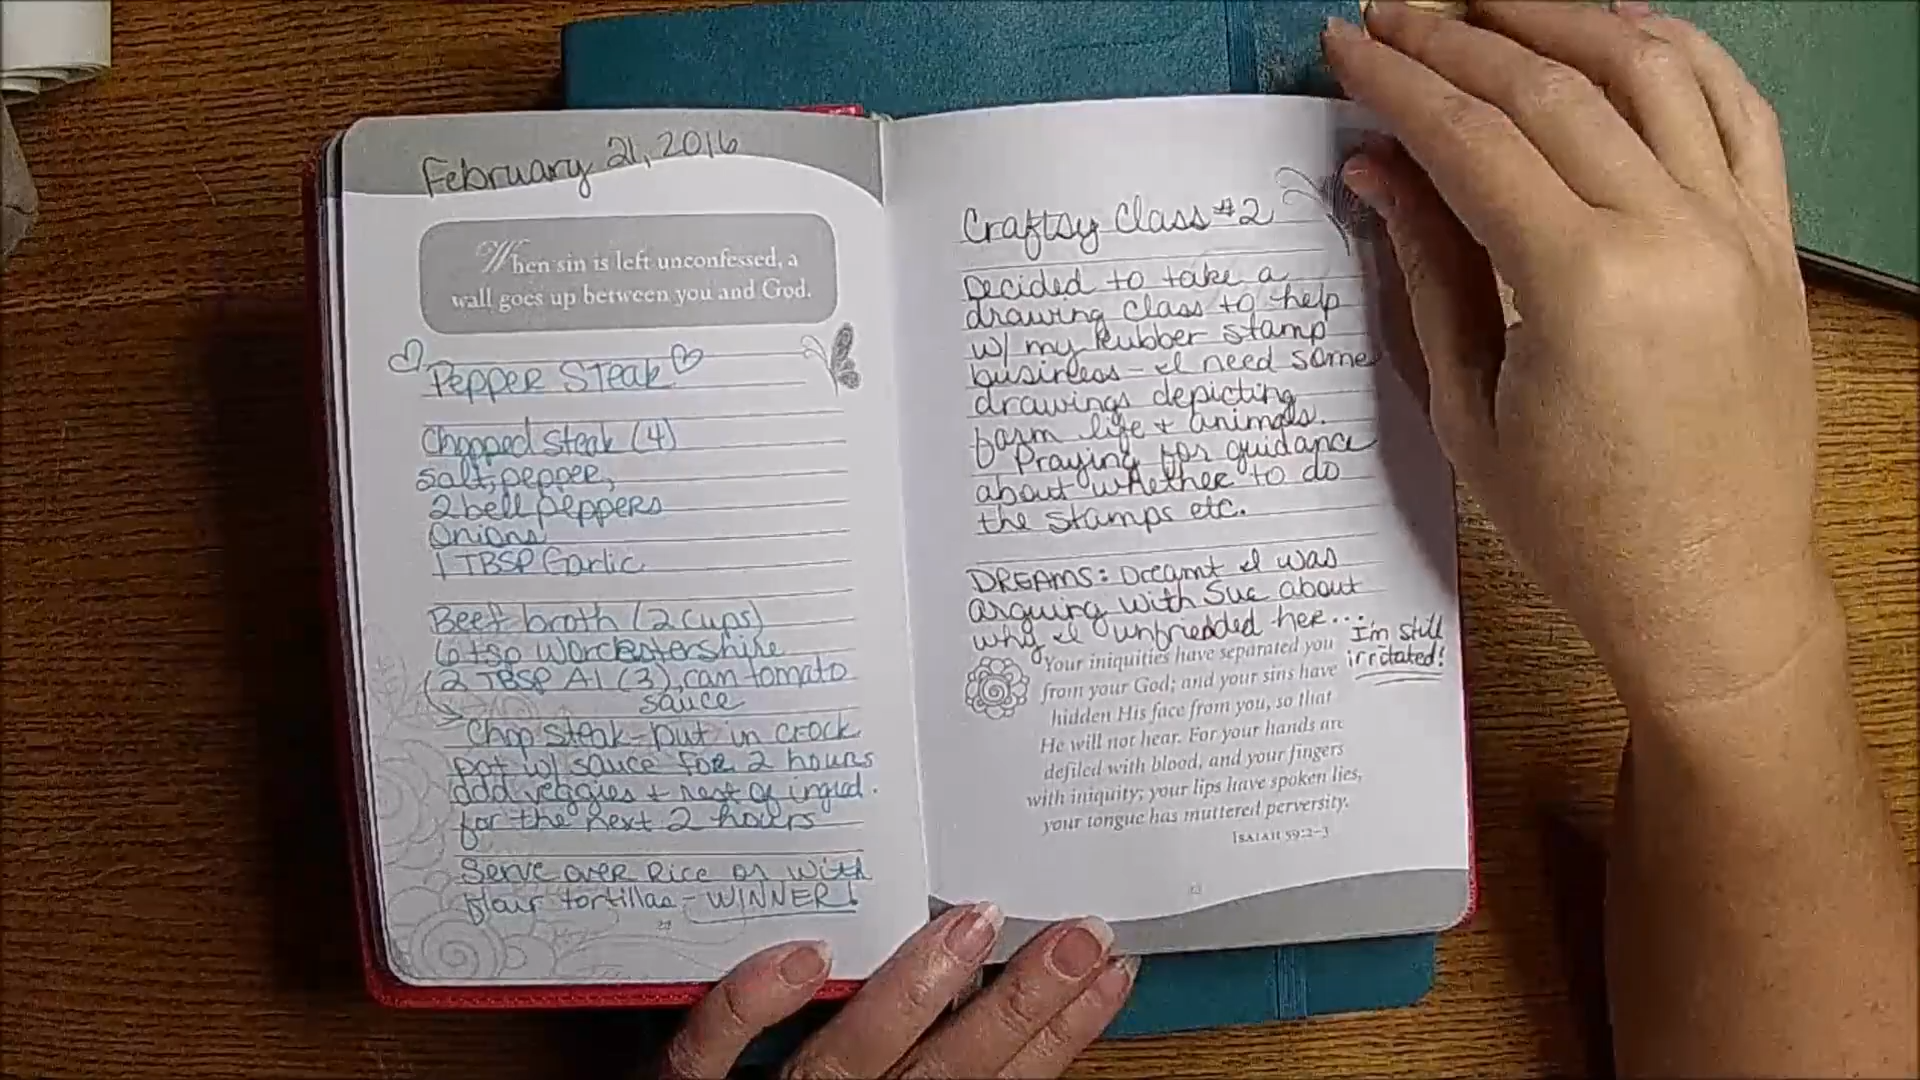 February 21, 2016
When sin is left unconfessed, a
wall goes up between you and God.
Pepper Steak
Chopped Steak (4)
Salt, pepper,
2 bell peppers
Onions
1 TBSP Garlic
Beef broth (2 cups)
6 tsp Worcestershire
(2 TBSP A1 (3), can tomato
sauce
Chop Steak - put in crock
pot w/ sauce for 2 hours
add veggies + rest of ingred.
for the next 2 hours
Serve over Rice or with
flour tortillas - WINNER!
22
Craftsy Class #2
Decided to take a
drawing class to help
w/ my Rubber stamp
business - I need some
drawings depicting
farm life + animals.
Praying for guidance
about whether to do
the stamps etc.
DREAMS: Dreamt I was
arguing with Sue about
why I unfriended her...
I'm still
irritated!
Your iniquities have separated you
from your God; and your sins have
hidden His face from you, so that
He will not hear. For your hands are
defiled with blood, and your fingers
with iniquity; your lips have spoken lies,
your tongue has muttered perversity.
ISAIAH 59:2–3